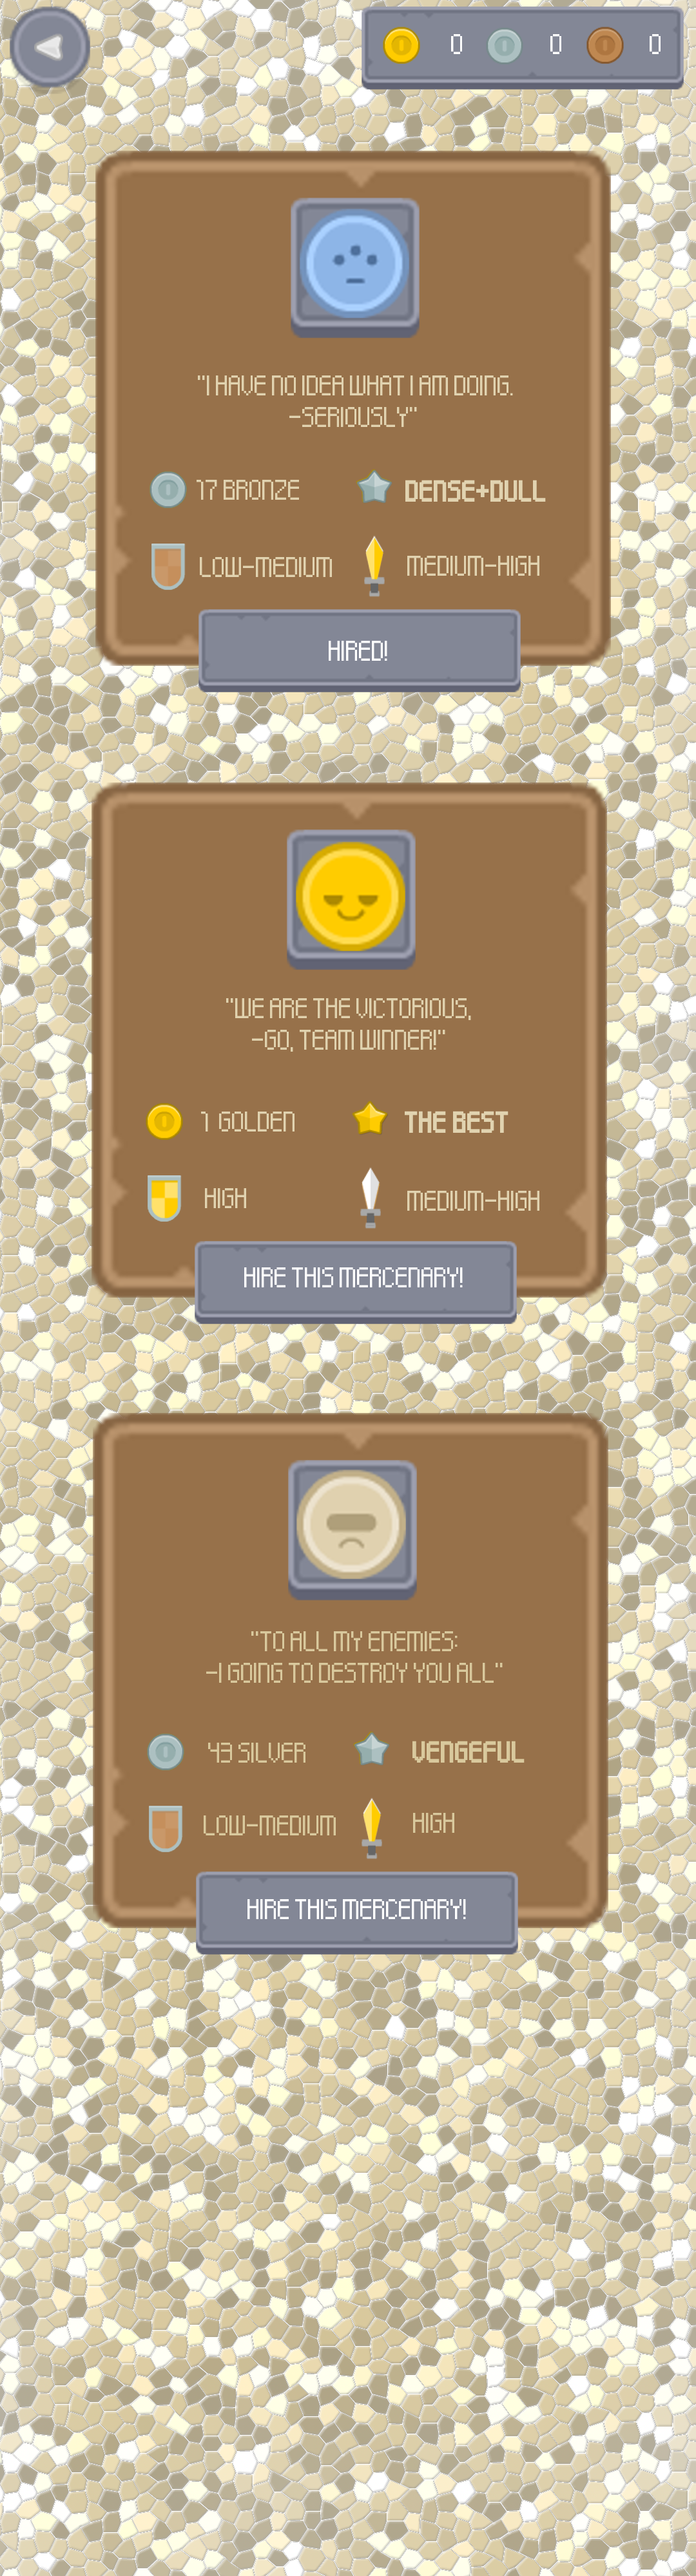 0 0 0
"I HAVE NO IDEA WHAT I AM DOING.
-SERIOUSLY"
17 BRONZE DENSE+DULL
LOW-MEDIUM MEDIUM-HIGH
HIRED!
"WE ARE THE VICTORIOUS,
-GO, TEAM WINNER!"
1 GOLDEN THE BEST
HIGH MEDIUM-HIGH
HIRE THIS MERCENARY!
"TO ALL MY ENEMIES:
-I GOING TO DESTROY YOU ALL"
43 SILVER VENGEFUL
LOW-MEDIUM HIGH
HIRE THIS MERCENARY!